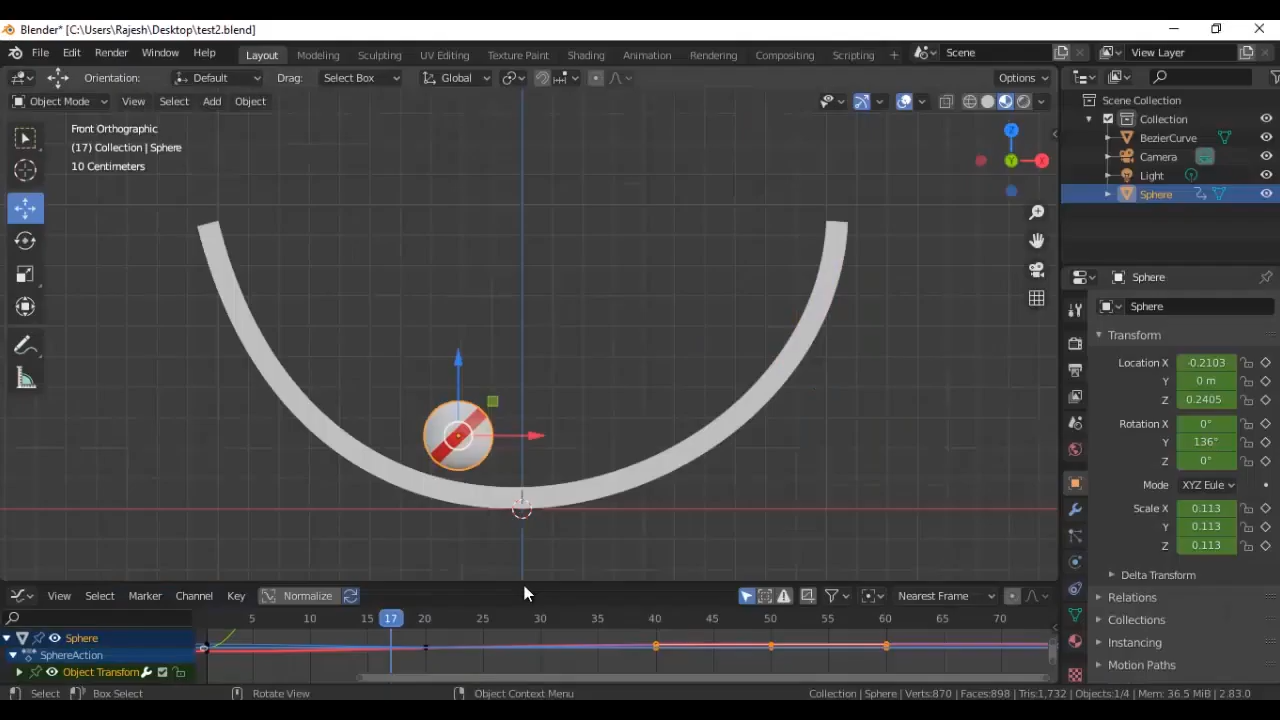 Blender* [C:\Users\Rajesh\Desktop\test2.blend]
File Edit Render Window Help Layout Modeling Sculpting UV Editing Texture Paint Shading Animation Rendering Compositing Scripting + Scene View Layer
Orientation: Default Drag: Select Box Global Options
Object Mode View Select Add Object
Front Orthographic
(17) Collection | Sphere
10 Centimeters
Z
X
Y
Scene Collection
Collection
BezierCurve
Camera
Light
Sphere
Sphere
Sphere
Transform
Location X -0.2103
Y 0 m
Z 0.2405
Rotation X 0°
Y 136°
Z 0°
Mode XYZ Eule
Scale X 0.113
Y 0.113
Z 0.113
Delta Transform
Relations
Collections
Instancing
Motion Paths
View Select Marker Channel Key Normalize Nearest Frame
5 15 17 20 25 30 35 40 45 50 55 60 65 70
Sphere
SphereAction
Object Transform
Select Box Select Rotate View Object Context Menu Collection | Sphere | Verts:870 | Faces:898 | Tris:1,732 | Objects:1/4 | Mem: 36.5 MiB | 2.83.0